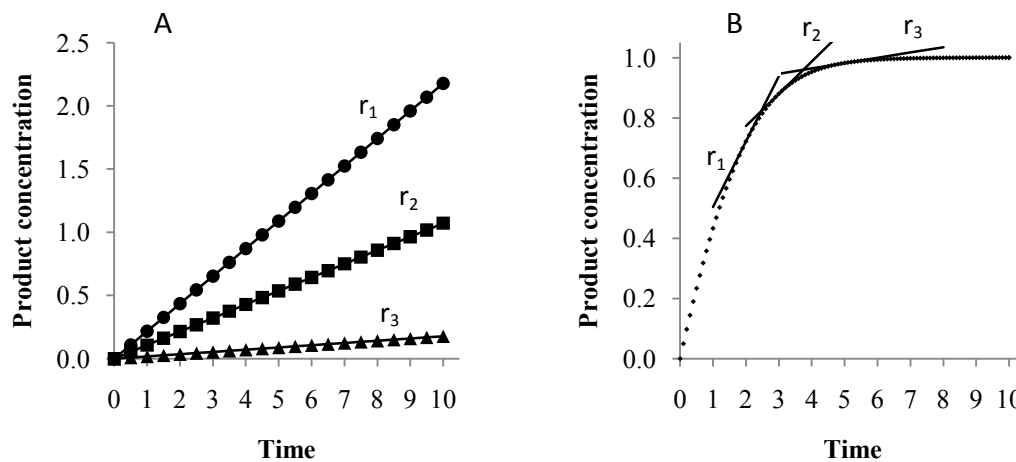 A
2.5
2.0
1.5
1.0
0.5
0.0
Product concentration
r1
r2
r3
0 1 2 3 4 5 6 7 8 9 10
Time
B
1.0
0.8
0.6
0.4
0.2
0.0
Product concentration
r1
r2
r3
0 1 2 3 4 5 6 7 8 9 10
Time